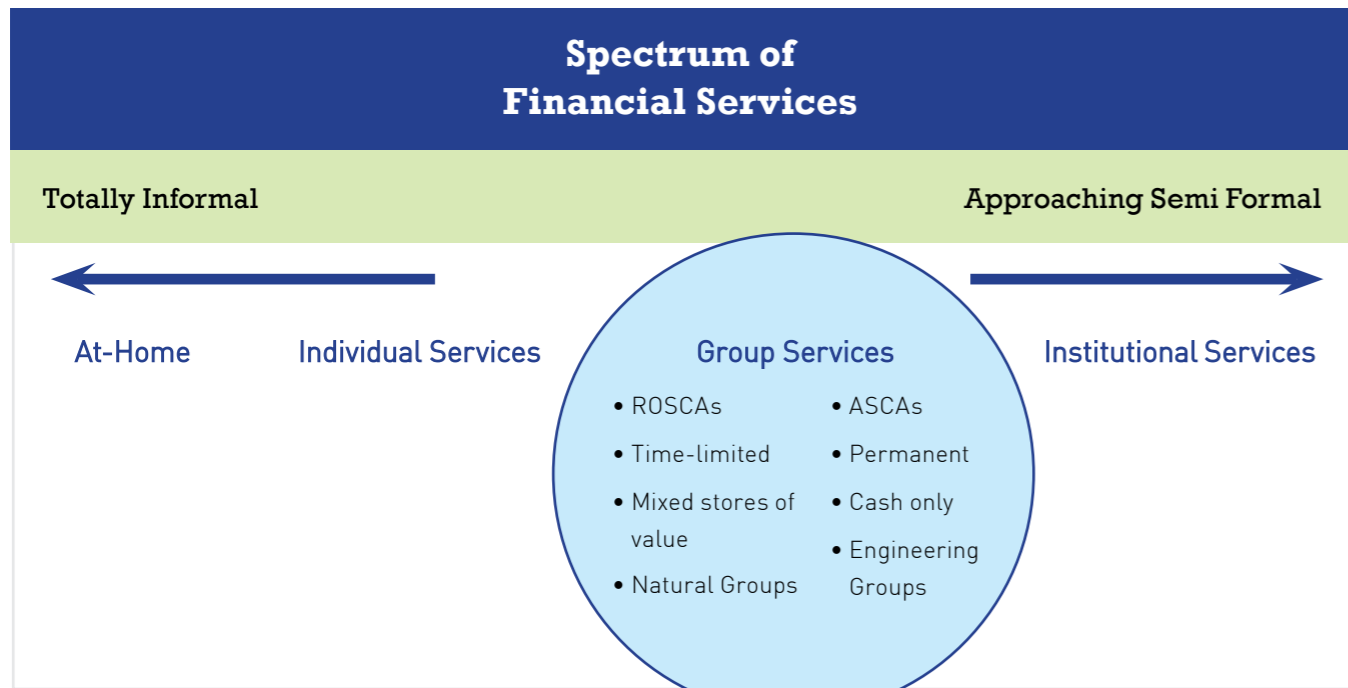 Spectrum of
Financial Services
Totally Informal
Approaching Semi Formal
At-Home
Individual Services
Group Services
Institutional Services
• ROSCAs
• Time-limited
• Mixed stores of
value
• Natural Groups
• ASCAs
• Permanent
• Cash only
• Engineering
Groups